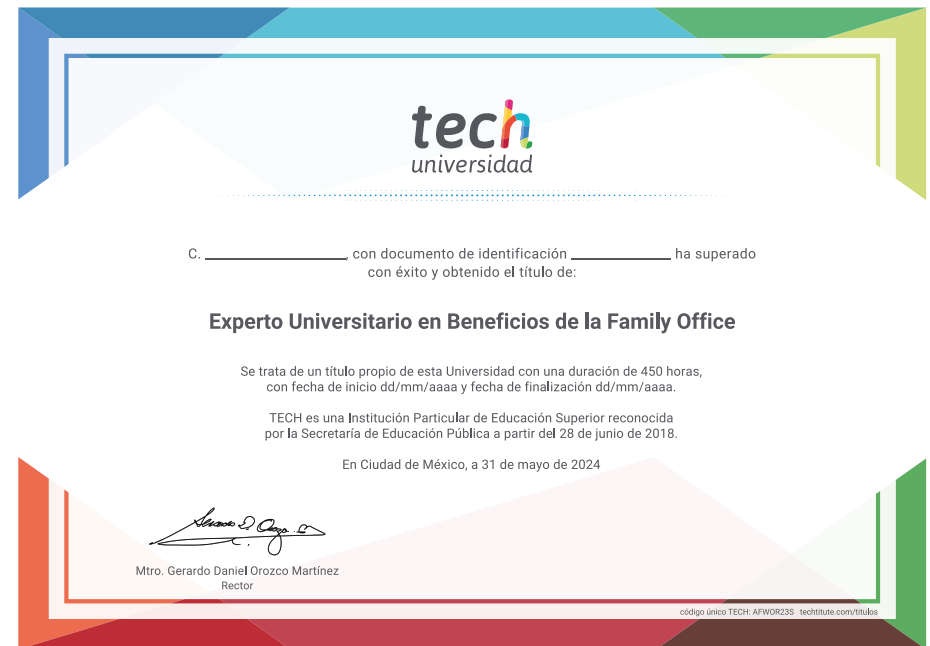 tech
universidad
C. ____________, con documento de identificación ____________ ha superado
con éxito y obtenido el título de:
Experto Universitario en Beneficios de la Family Office
Se trata de un título propio de esta Universidad con una duración de 450 horas,
con fecha de inicio dd/mm/aaaa y fecha de finalización dd/mm/aaaa.
TECH es una Institución Particular de Educación Superior reconocida
por la Secretaría de Educación Pública a partir del 28 de junio de 2018.
En Ciudad de México, a 31 de mayo de 2024
Mtro. Gerardo Daniel Orozco Martínez
Rector
código único TECH: AFWOR23S techtitute.com/titulos